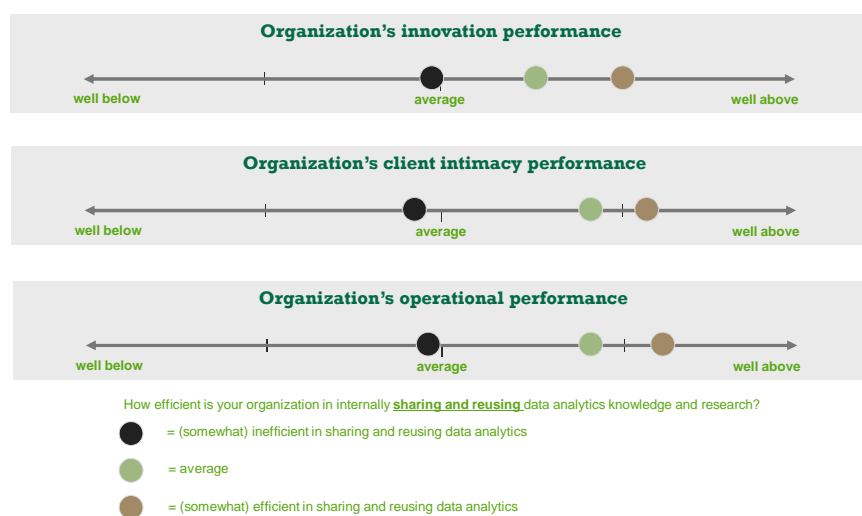 Organization’s innovation performance
well below average well above
Organization’s client intimacy performance
well below average well above
Organization’s operational performance
well below average well above
How efficient is your organization in internally sharing and reusing data analytics knowledge and research?
= (somewhat) inefficient in sharing and reusing data analytics
= average
= (somewhat) efficient in sharing and reusing data analytics